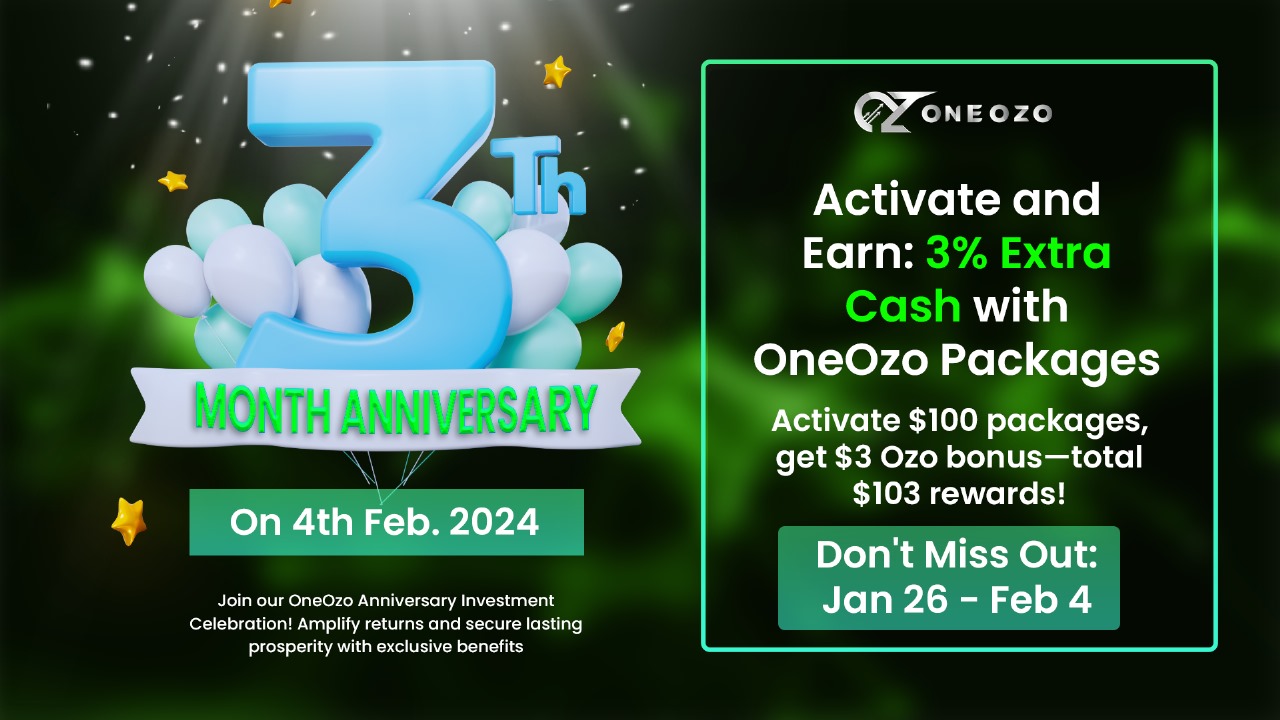 3Th
MONTH ANNIVERSARY
On 4th Feb. 2024
Join our OneOzo Anniversary Investment
Celebration! Amplify returns and secure lasting
prosperity with exclusive benefits
ONEOZO
Activate and
Earn: 3% Extra
Cash with
OneOzo Packages
Activate $100 packages,
get $3 Ozo bonus—total
$103 rewards!
Don't Miss Out:
Jan 26 - Feb 4